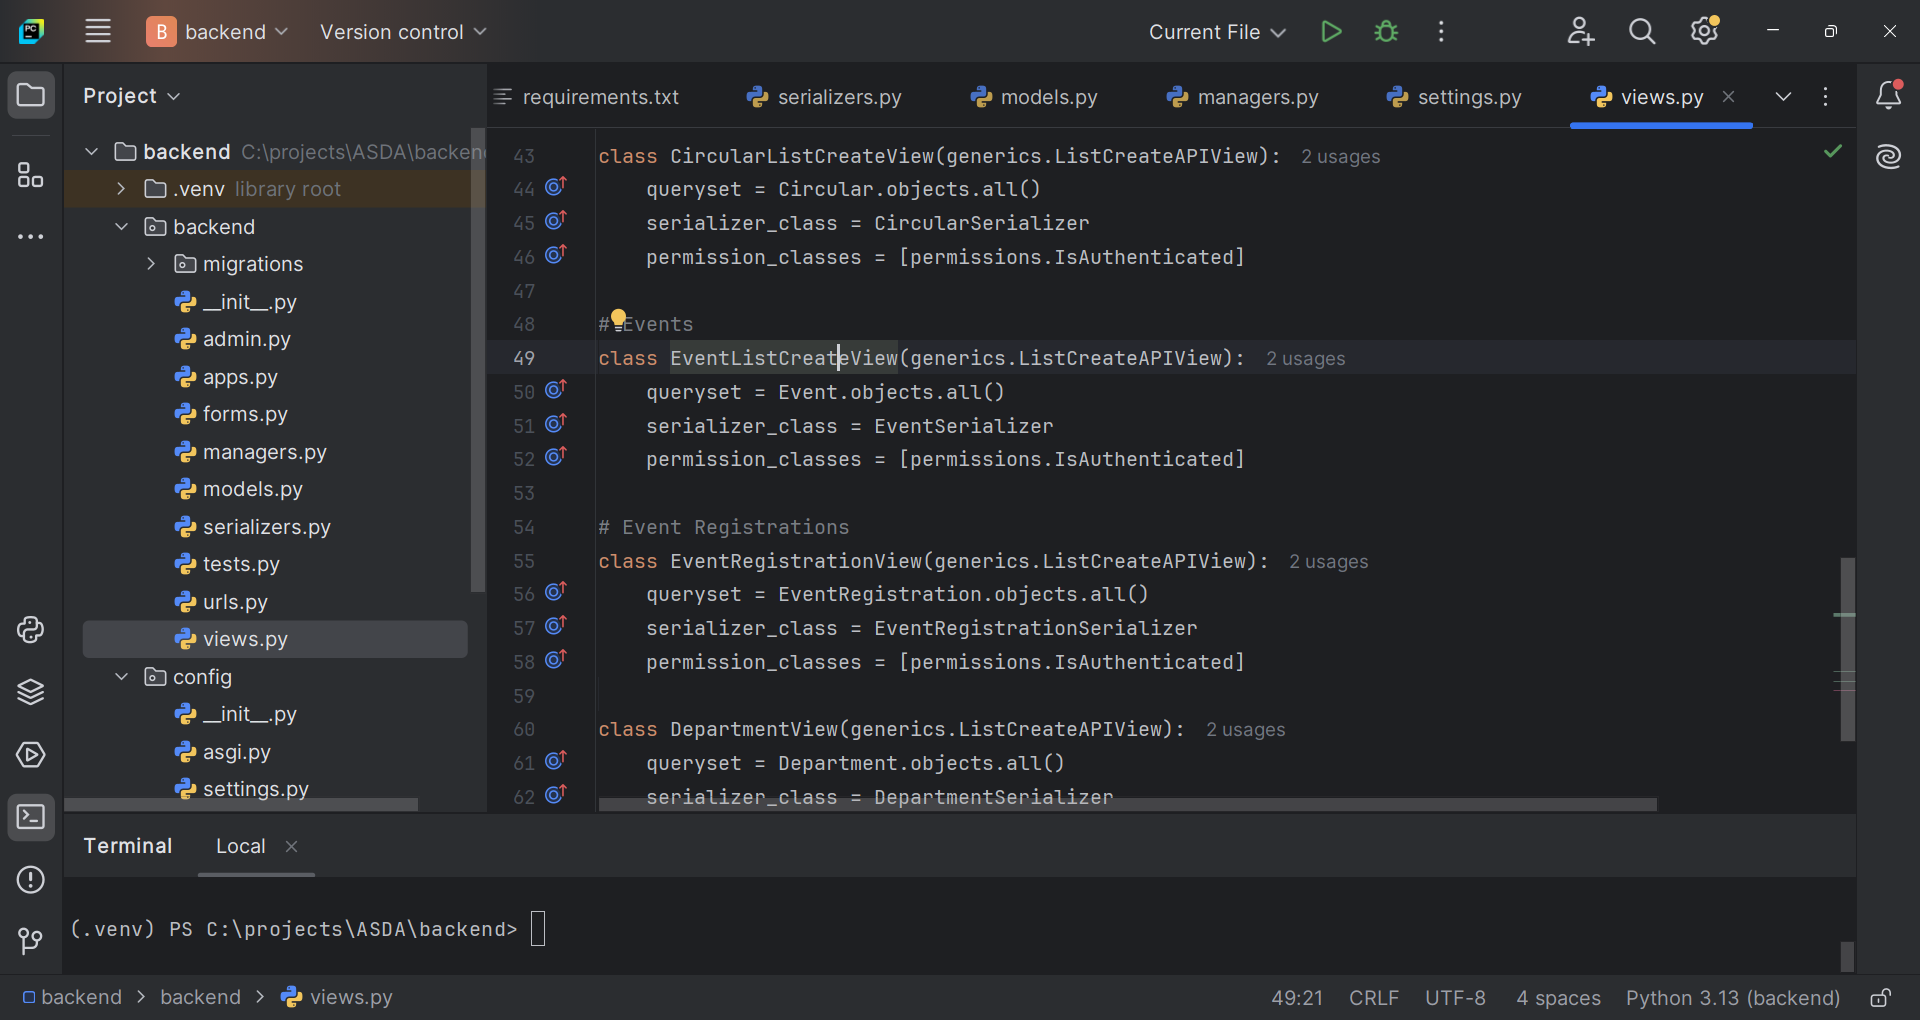 PC
B backend
Version control
Current File
Project
requirements.txt
serializers.py
models.py
managers.py
settings.py
views.py
backend C:\projects\ASDA\backen
.venv library root
backend
migrations
__init__.py
admin.py
apps.py
forms.py
managers.py
models.py
serializers.py
tests.py
urls.py
views.py
config
__init__.py
asgi.py
settings.py
43 class CircularListCreateView(generics.ListCreateAPIView): 2 usages
44 queryset = Circular.objects.all()
45 serializer_class = CircularSerializer
46 permission_classes = [permissions.IsAuthenticated]
47
48 # Events
49 class EventListCreateView(generics.ListCreateAPIView): 2 usages
50 queryset = Event.objects.all()
51 serializer_class = EventSerializer
52 permission_classes = [permissions.IsAuthenticated]
53
54 # Event Registrations
55 class EventRegistrationView(generics.ListCreateAPIView): 2 usages
56 queryset = EventRegistration.objects.all()
57 serializer_class = EventRegistrationSerializer
58 permission_classes = [permissions.IsAuthenticated]
59
60 class DepartmentView(generics.ListCreateAPIView): 2 usages
61 queryset = Department.objects.all()
62 serializer_class = DepartmentSerializer
Terminal
Local
(.venv) PS C:\projects\ASDA\backend>
backend > backend > views.py
49:21
CRLF
UTF-8
4 spaces
Python 3.13 (backend)